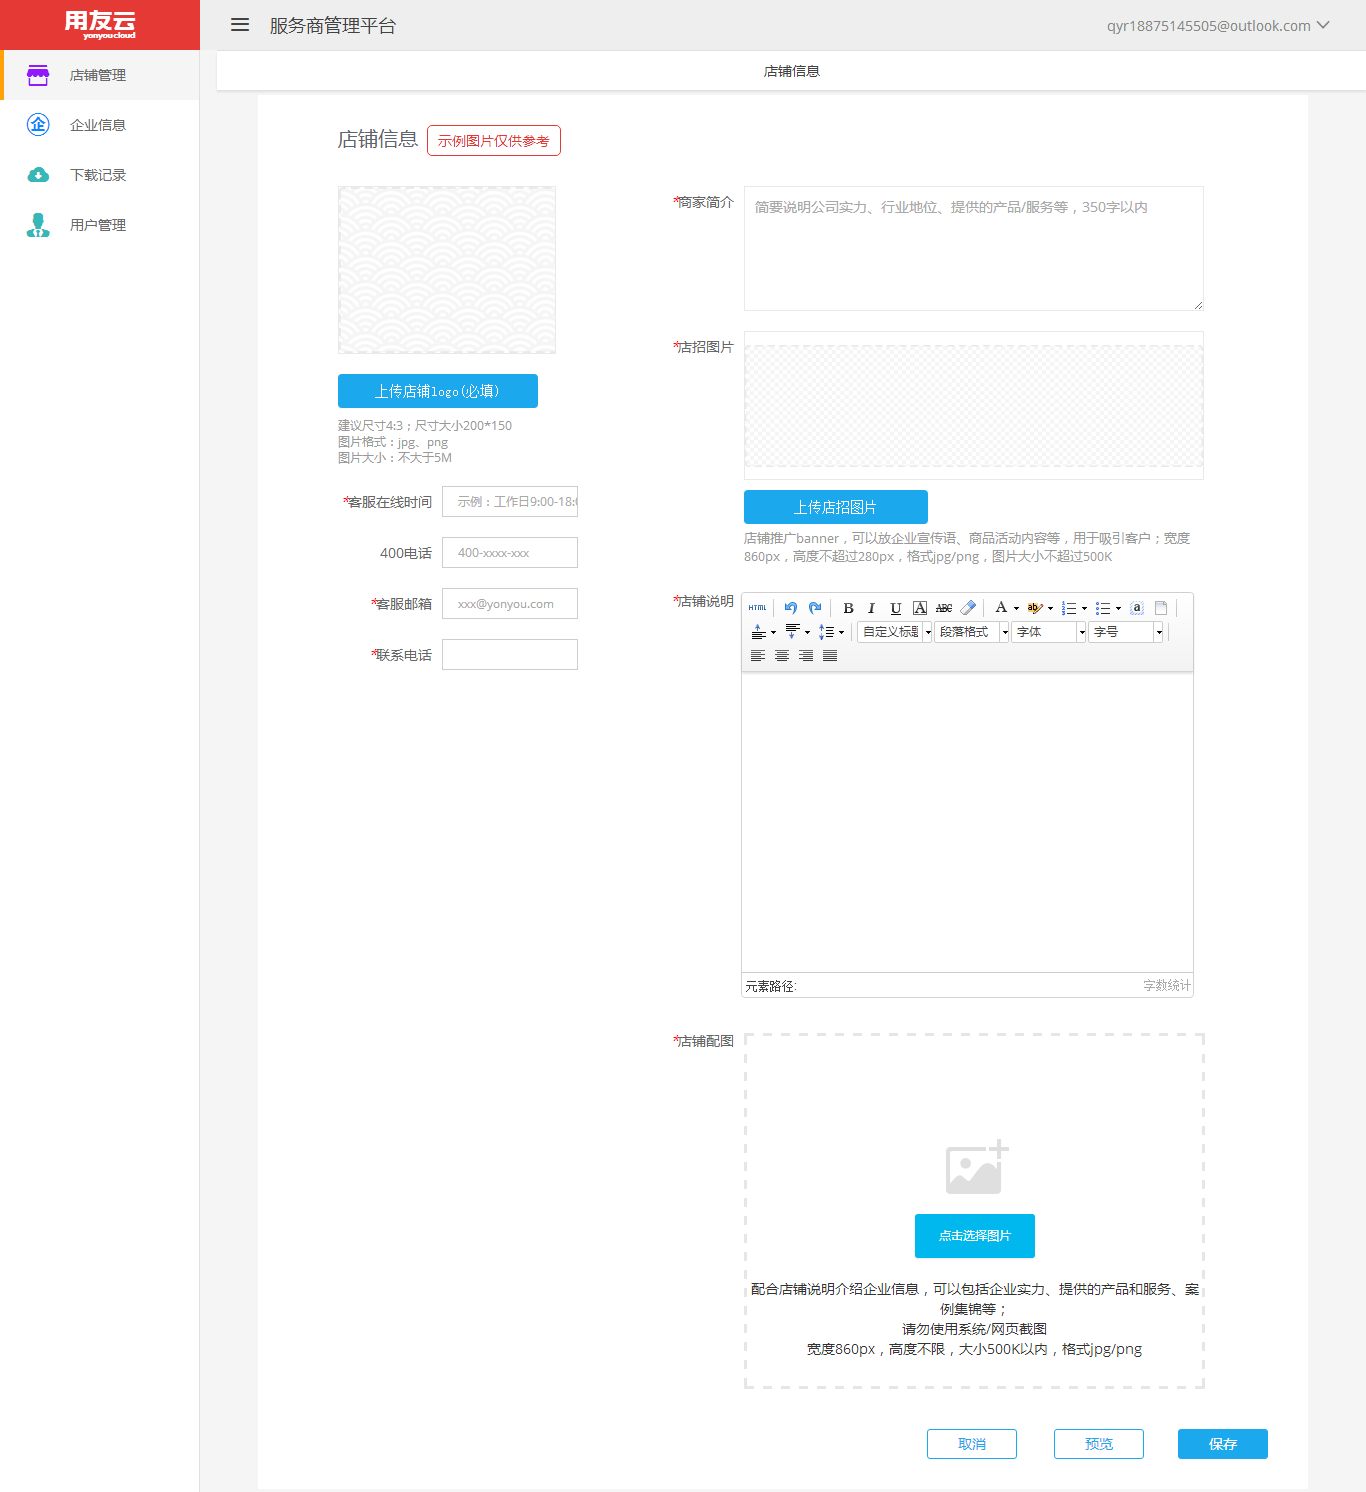 用友云
yonyoucloud
服务商管理平台
qyr18875145505@outlook.com
店铺管理
企业信息
下载记录
用户管理
店铺信息
店铺信息
示例图片仅供参考
上传店铺logo(必填)
建议尺寸4:3；尺寸大小200*150
图片格式：jpg、png
图片大小：不大于5M
*客服在线时间
示例：工作日9:00-18:
400电话
400-xxxx-xxx
*客服邮箱
xxx@yonyou.com
*联系电话
*商家简介
简要说明公司实力、行业地位、提供的产品/服务等，350字以内
*店招图片
上传店招图片
店铺推广banner，可以放企业宣传语、商品活动内容等，用于吸引客户；宽度
860px，高度不超过280px，格式jpg/png，图片大小不超过500K
*店铺说明
HTML B I U A ABC A ab a
自定义标题 段落格式 字体 字号
元素路径:
字数统计
*店铺配图
点击选择图片
配合店铺说明介绍企业信息，可以包括企业实力、提供的产品和服务、案
例集锦等；
请勿使用系统/网页截图
宽度860px，高度不限，大小500K以内，格式jpg/png
取消
预览
保存